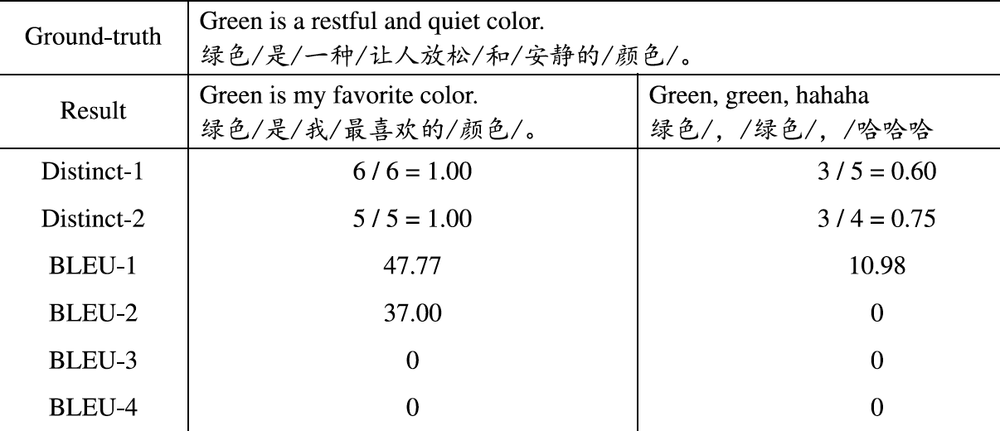 Ground-truth
Green is a restful and quiet color.
绿色/是/一种/让人放松/和/安静的/颜色/。
Result
Green is my favorite color.
绿色/是/我/最喜欢的/颜色/。
Green, green, hahaha
绿色/，/绿色/，/哈哈哈
Distinct-1 6 / 6 = 1.00 3 / 5 = 0.60
Distinct-2 5 / 5 = 1.00 3 / 4 = 0.75
BLEU-1 47.77 10.98
BLEU-2 37.00 0
BLEU-3 0 0
BLEU-4 0 0